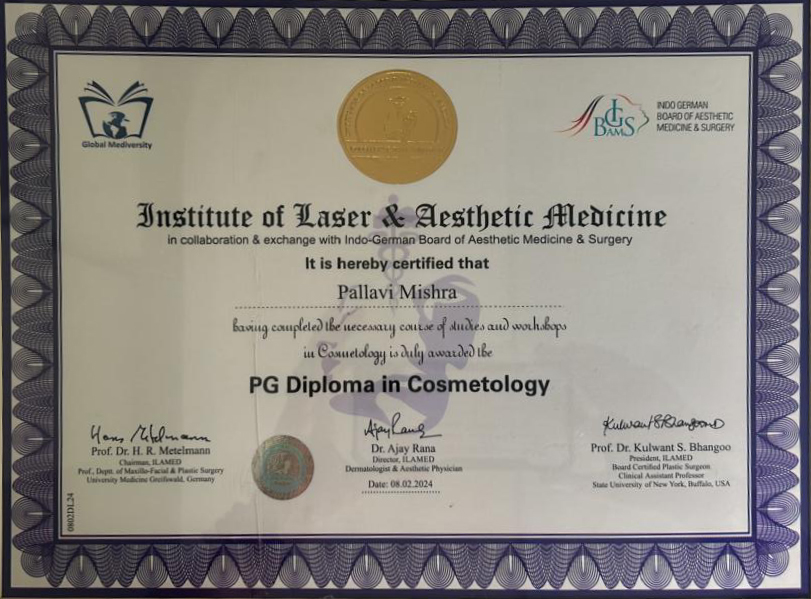 Global Mediversity
IGS
BAMS
INDO GERMAN
BOARD OF AESTHETIC
MEDICINE & SURGERY
Institute of Laser & Aesthetic Medicine
in collaboration & exchange with Indo-German Board of Aesthetic Medicine & Surgery
It is hereby certified that
Pallavi Mishra
having completed the necessary course of studies and workshops
in Cosmetology is duly awarded the
PG Diploma in Cosmetology
Prof. Dr. H. R. Metelmann
Chairman, ILAMED
Prof., Deptt. of Maxillo-Facial & Plastic Surgery
University Medicine Greifswald, Germany
Dr. Ajay Rana
Director, ILAMED
Dermatologist & Aesthetic Physician
Date: 08.02.2024
Prof. Dr. Kulwant S. Bhangoo
President, ILAMED
Board Certified Plastic Surgeon
Clinical Assistant Professor
State University of New York, Buffalo, USA
0802DL24